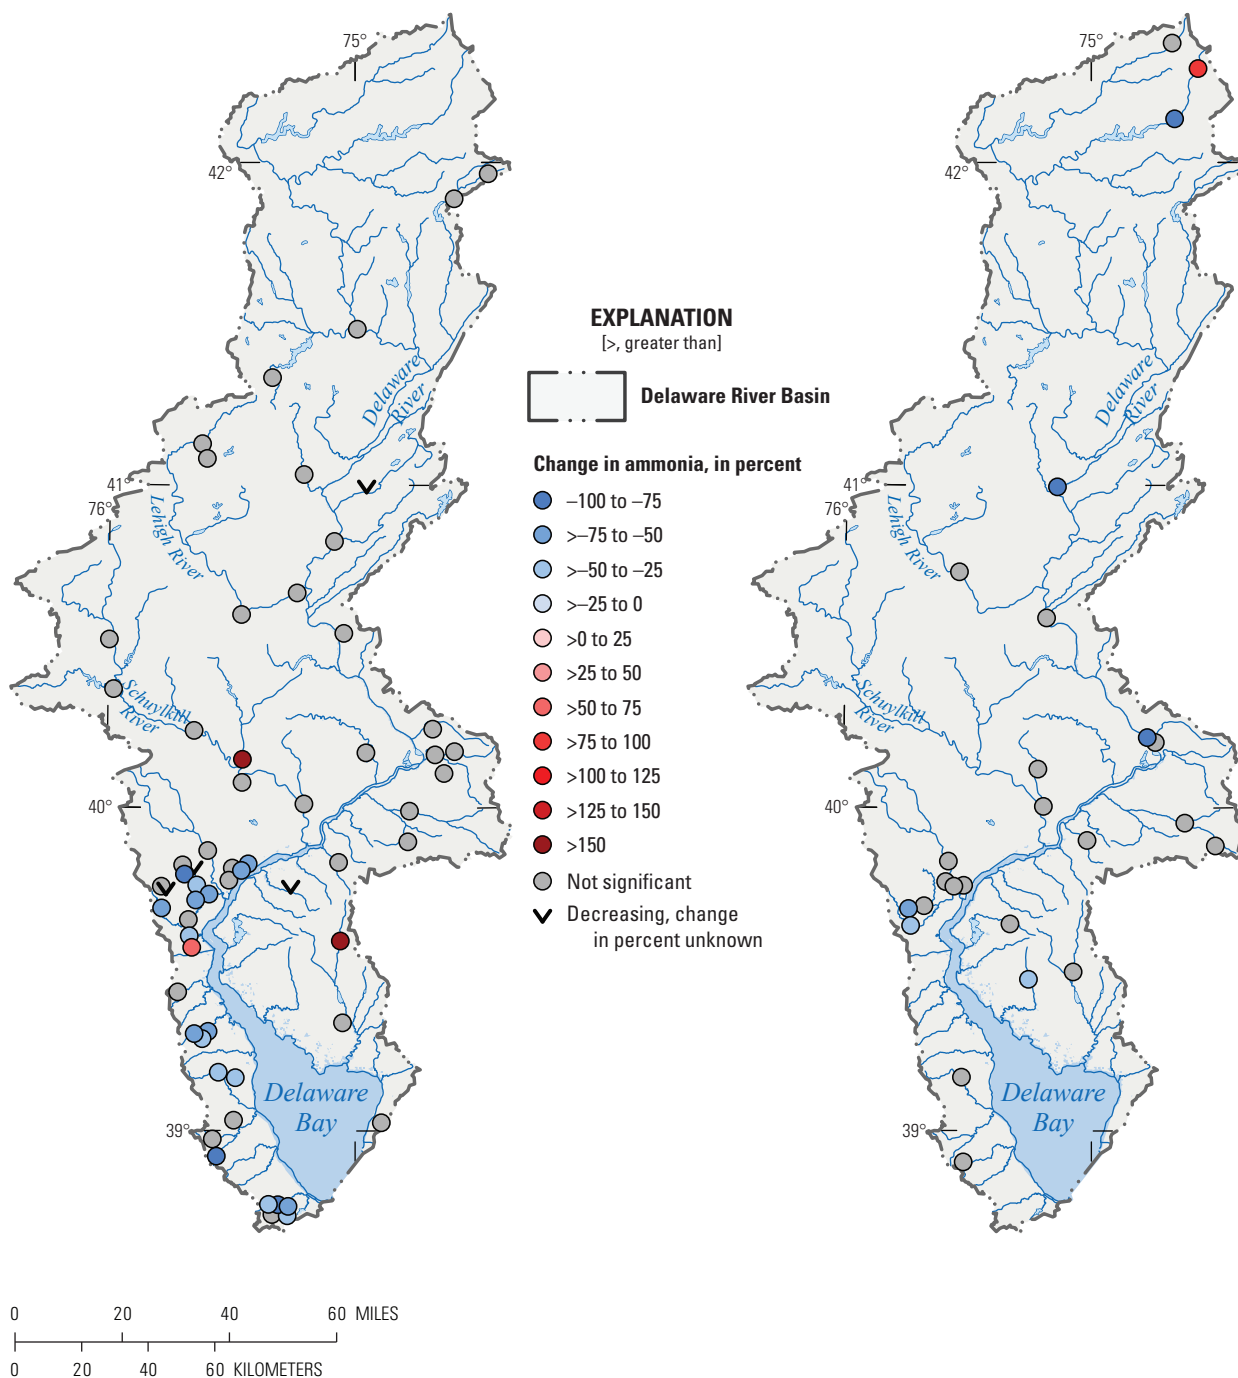 75°
42°
Delaware
River
41°
76°
Lehigh River
Schuylkill
River
40°
Delaware
Bay
39°
EXPLANATION
[>, greater than]
Delaware River Basin
Change in ammonia, in percent
–100 to –75
>–75 to –50
>–50 to –25
>–25 to 0
>0 to 25
>25 to 50
>50 to 75
>75 to 100
>100 to 125
>125 to 150
>150
Not significant
Decreasing, change
in percent unknown
75°
42°
Delaware
River
41°
76°
Lehigh River
Schuylkill
River
40°
Delaware
Bay
39°
0 20 40 60 MILES
0 20 40 60 KILOMETERS